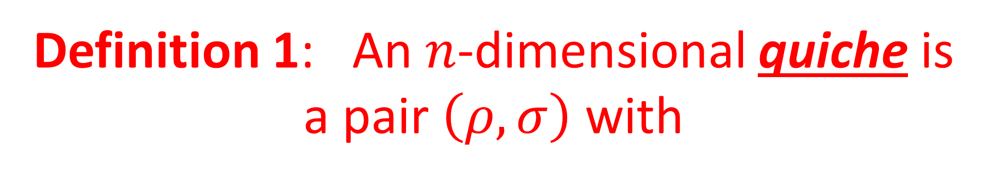 Definition 1: An n-dimensional quiche is
a pair (ρ, σ) with